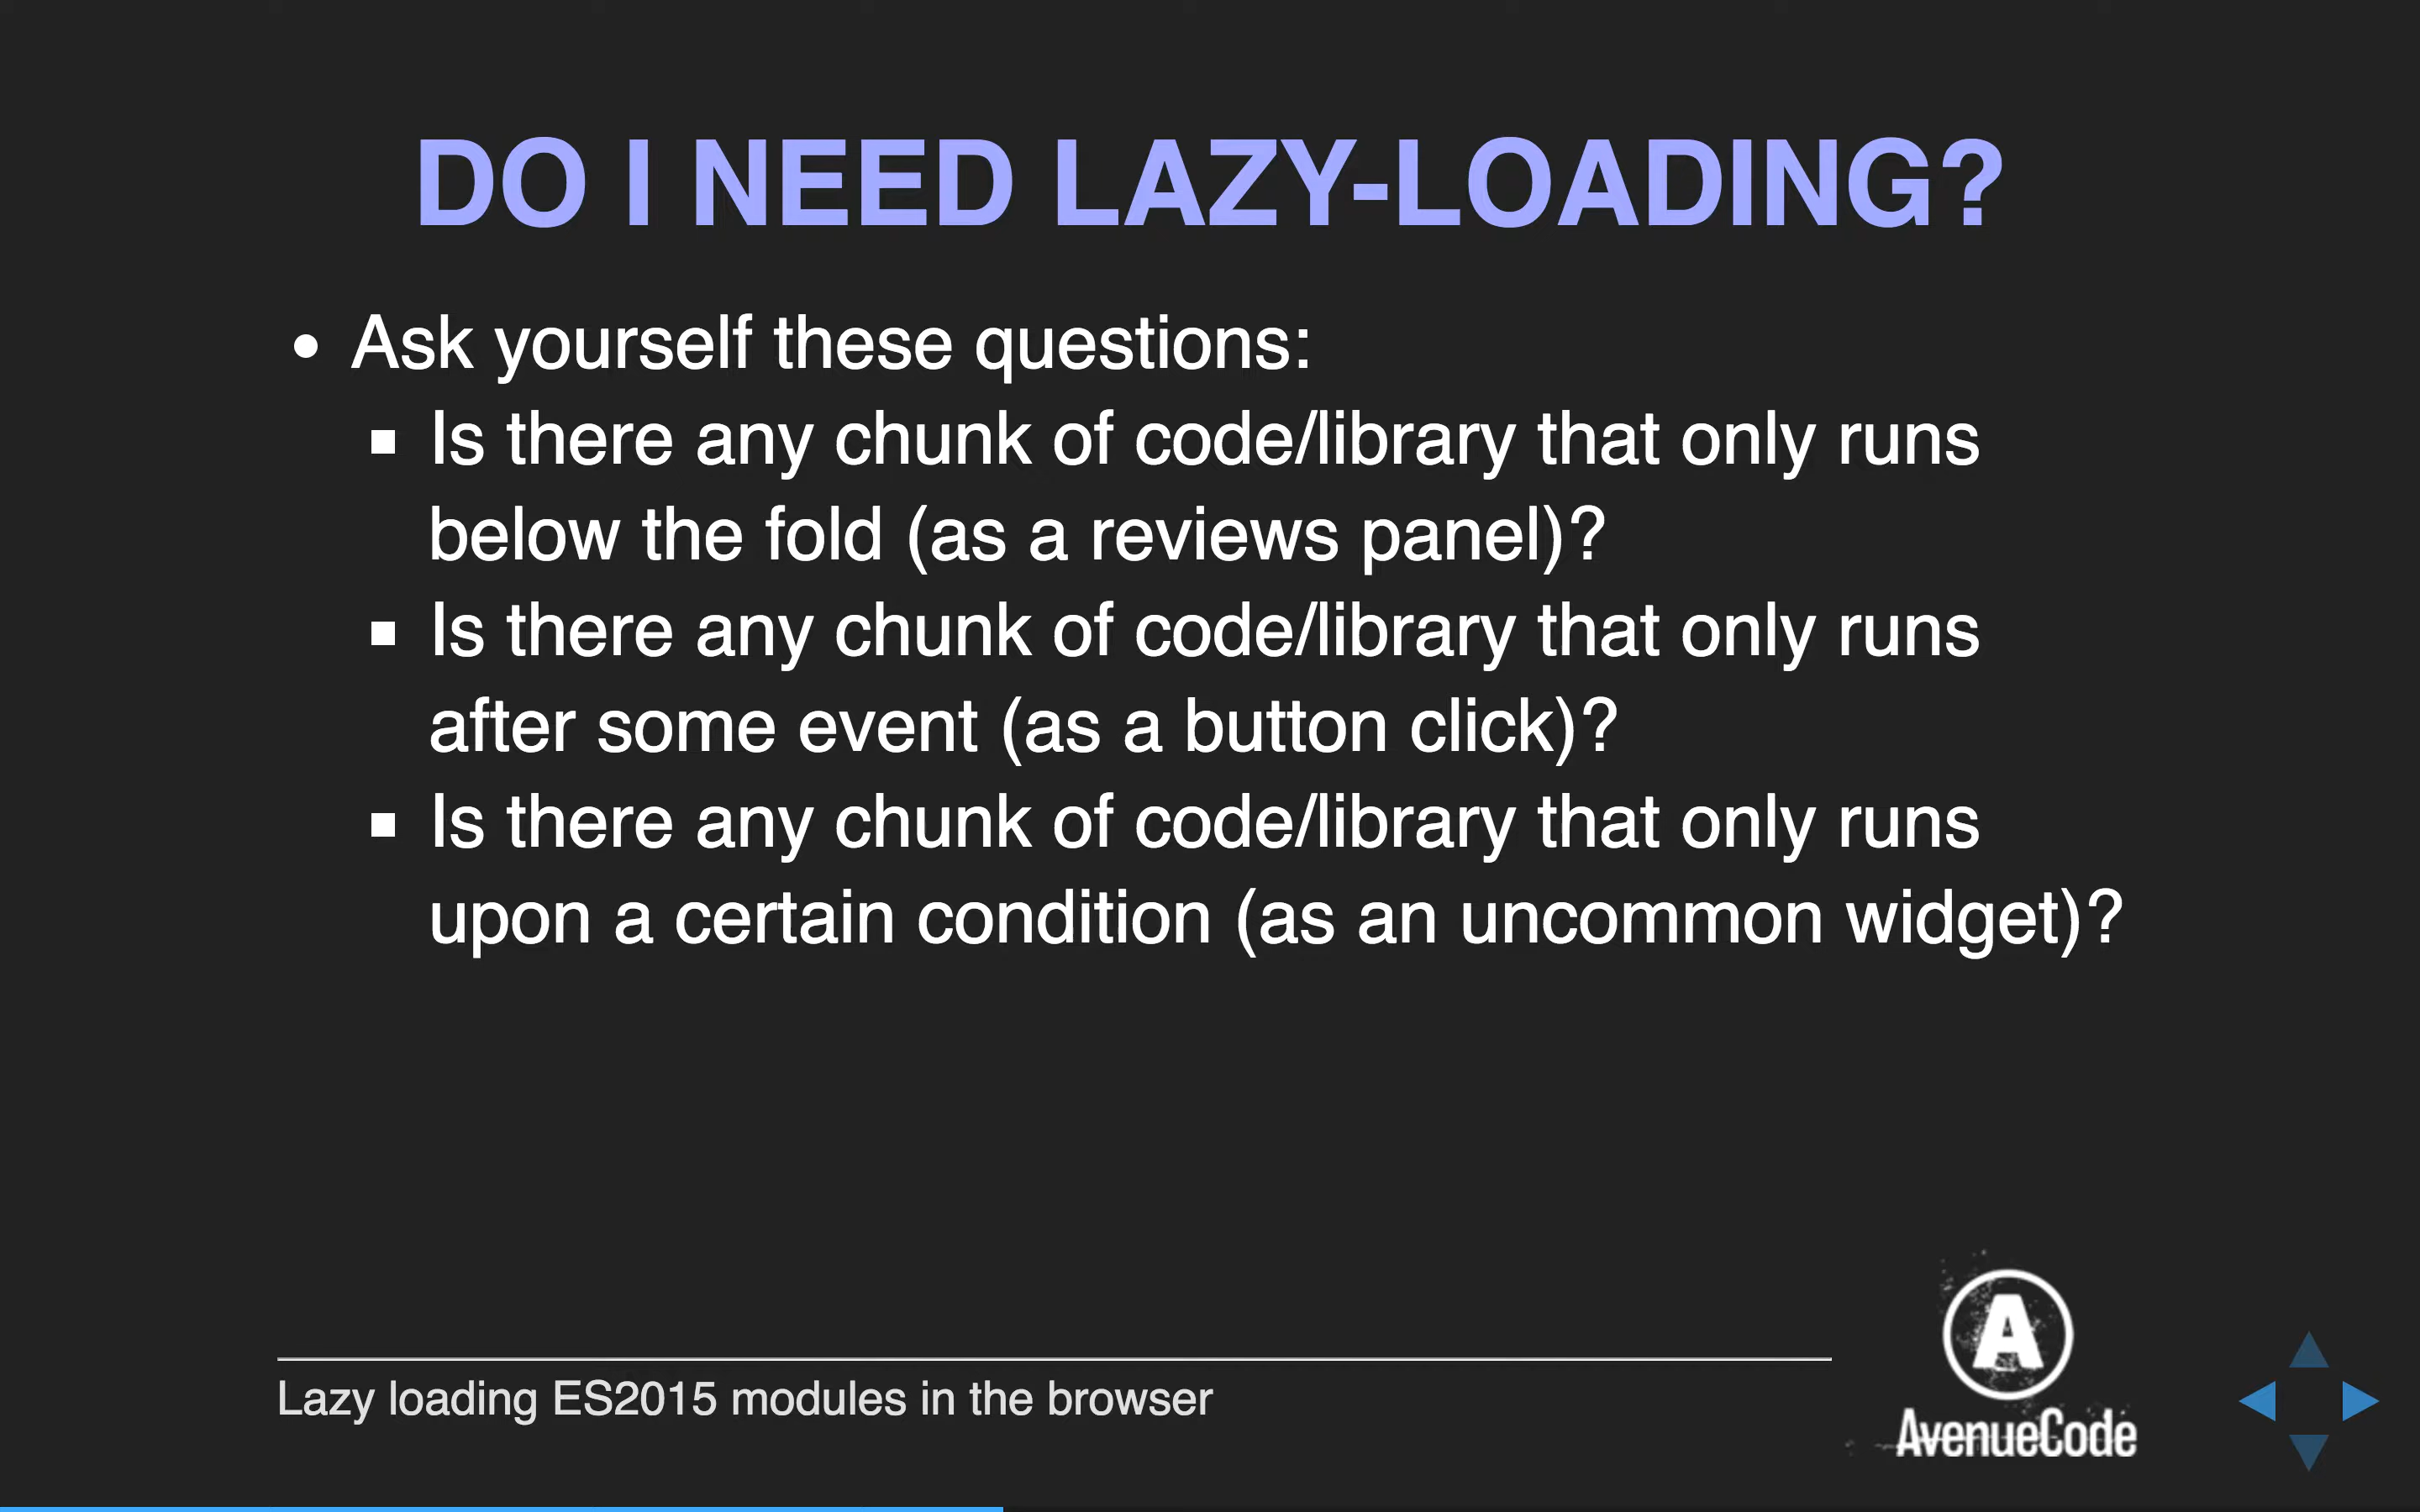 DO I NEED LAZY-LOADING?
• Ask yourself these questions:
▪ Is there any chunk of code/library that only runs
below the fold (as a reviews panel)?
▪ Is there any chunk of code/library that only runs
after some event (as a button click)?
▪ Is there any chunk of code/library that only runs
upon a certain condition (as an uncommon widget)?
Lazy loading ES2015 modules in the browser
A
AvenueCode